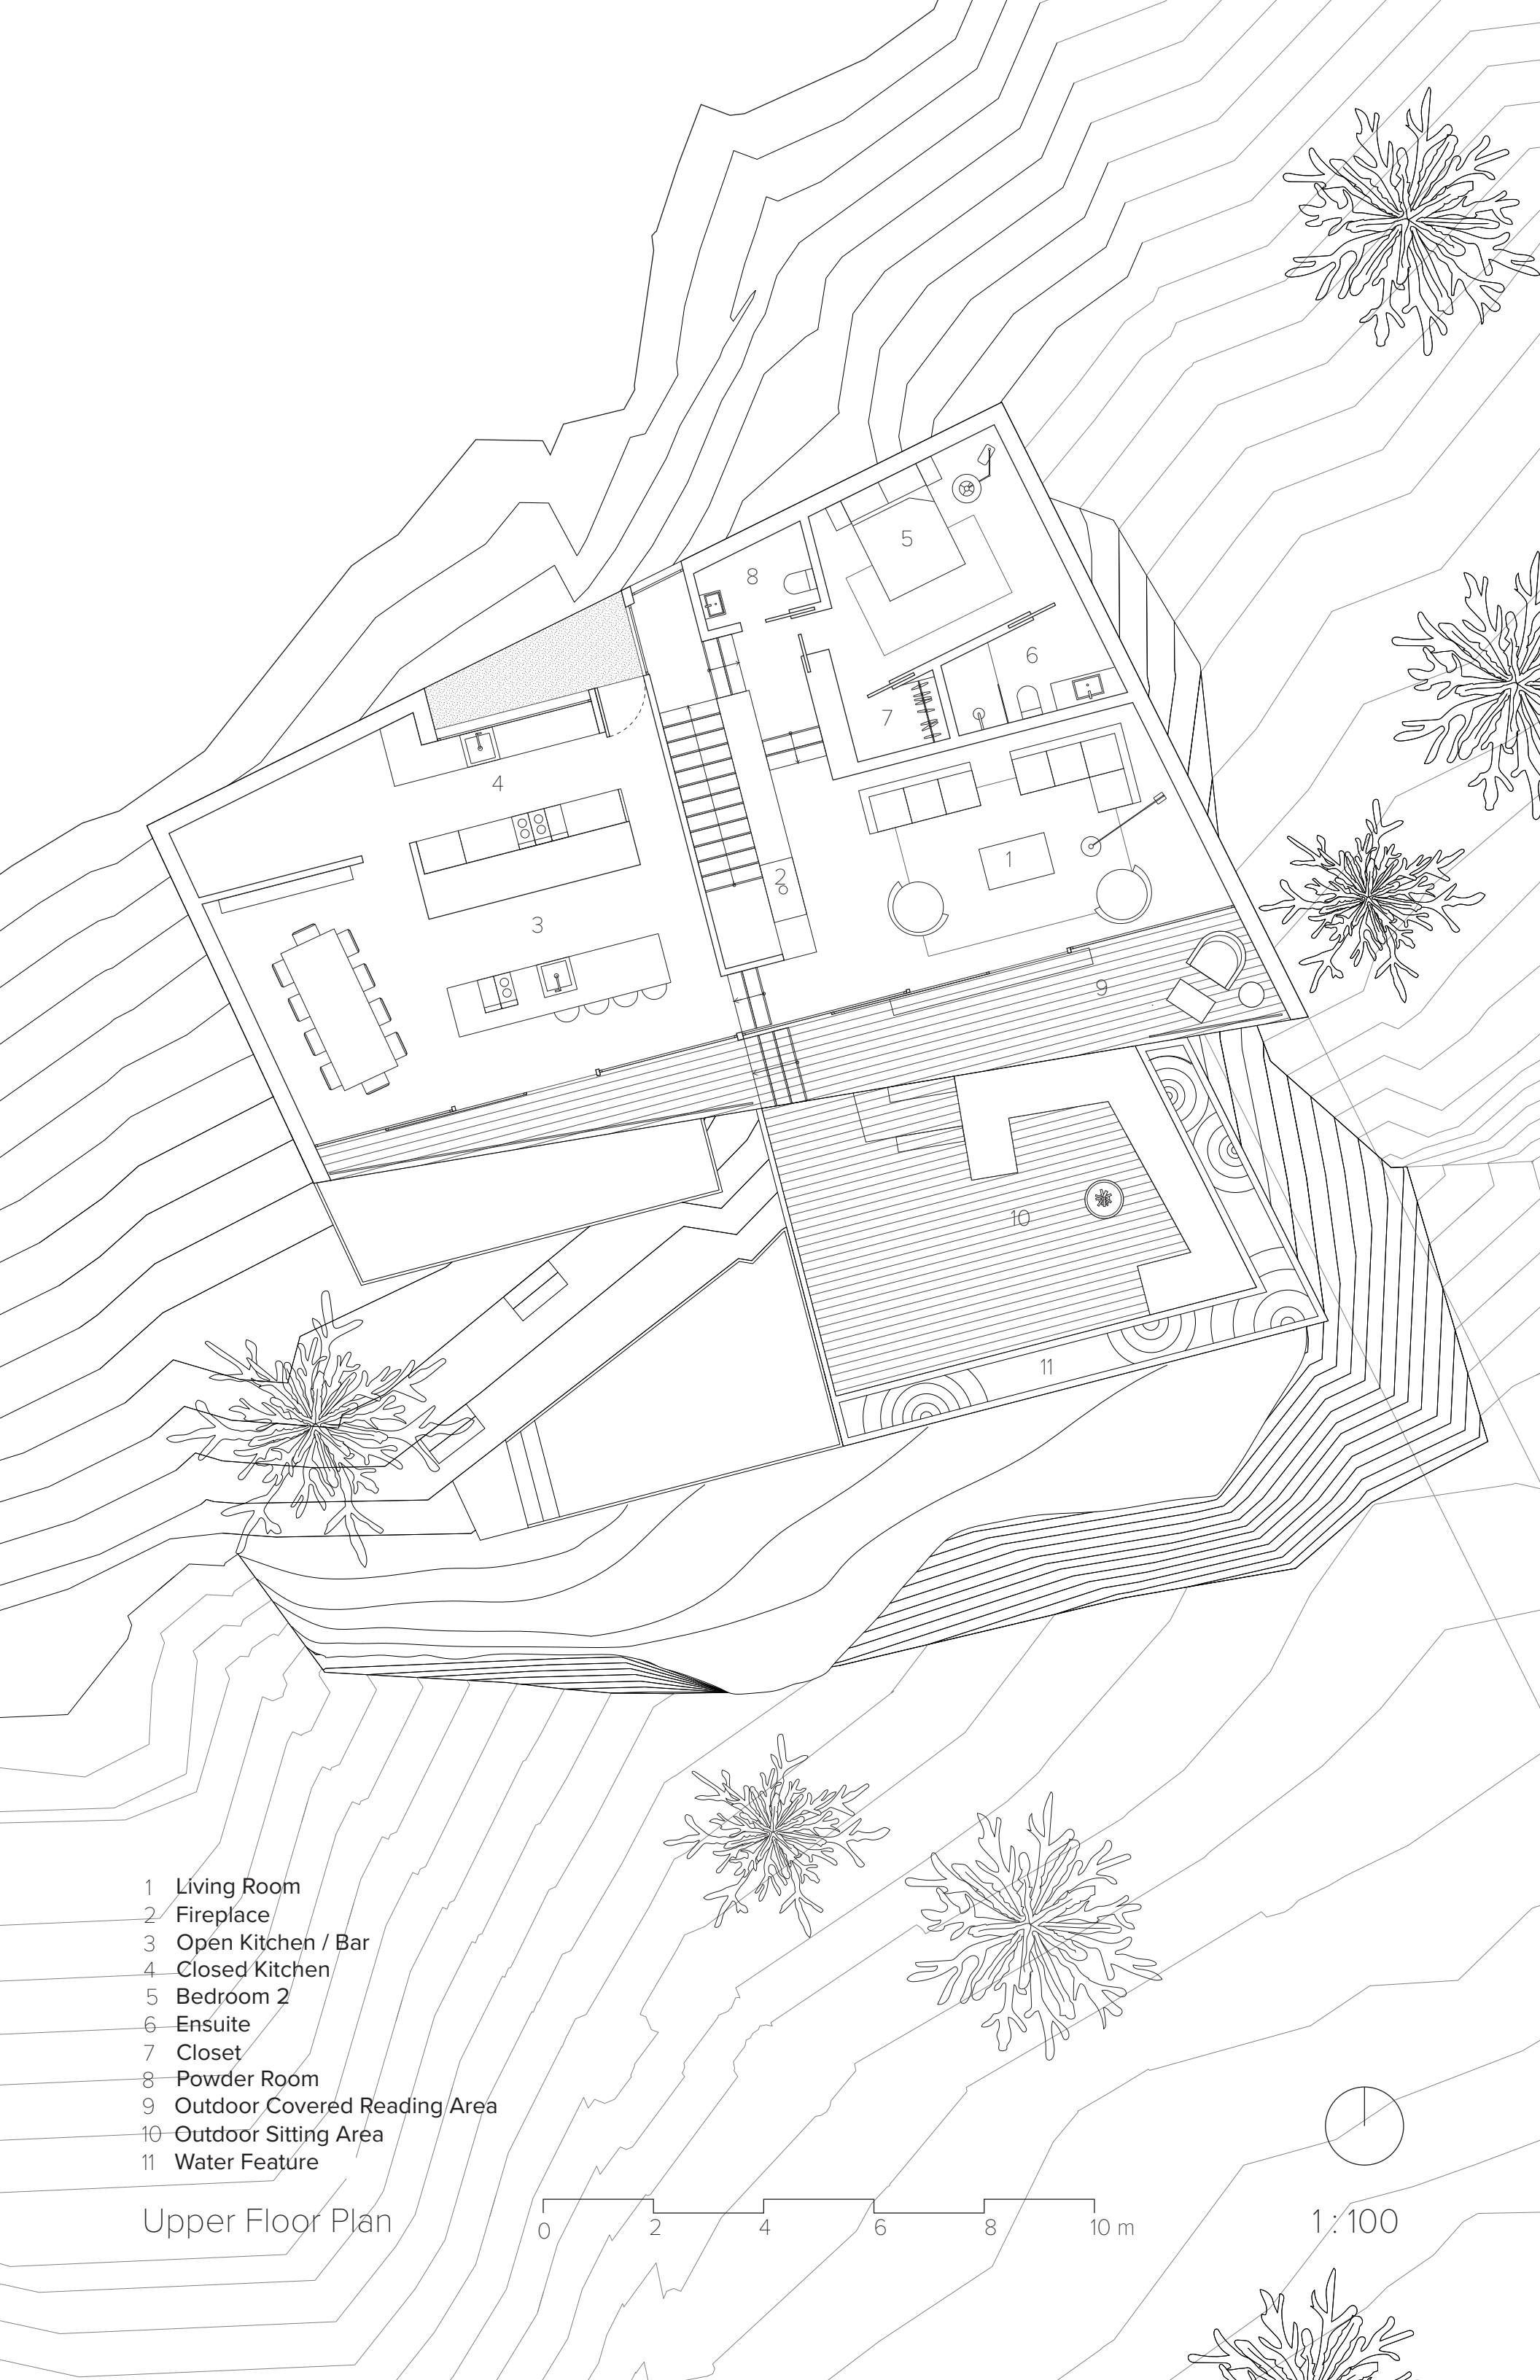 5
8
6
7
4
2
1
3
9
10
11
1 Living Room
2 Fireplace
3 Open Kitchen / Bar
4 Closed Kitchen
5 Bedroom 2
6 Ensuite
7 Closet
8 Powder Room
9 Outdoor Covered Reading Area
10 Outdoor Sitting Area
11 Water Feature
Upper Floor Plan
0 2 4 6 8 10 m
1 : 100